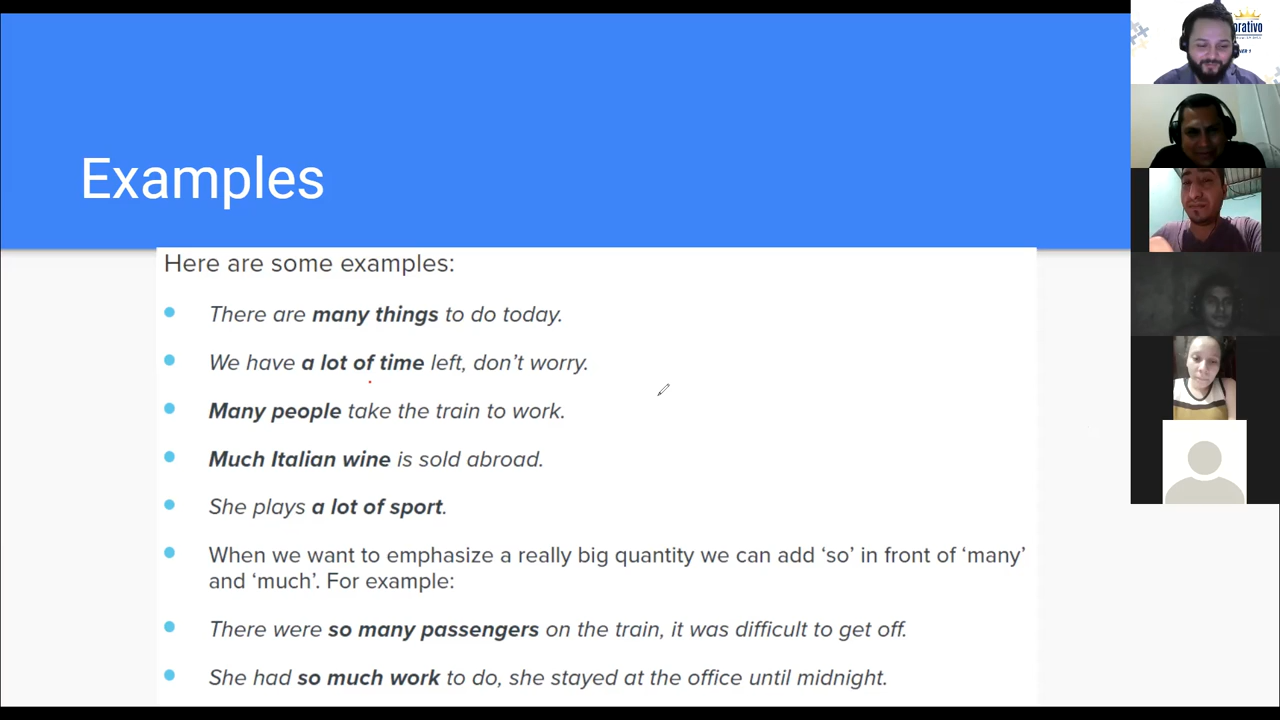 Examples
Here are some examples:
There are many things to do today.
We have a lot of time left, don’t worry.
Many people take the train to work.
Much Italian wine is sold abroad.
She plays a lot of sport.
When we want to emphasize a really big quantity we can add ‘so’ in front of ‘many’
and ‘much’. For example:
There were so many passengers on the train, it was difficult to get off.
She had so much work to do, she stayed at the office until midnight.
orativo